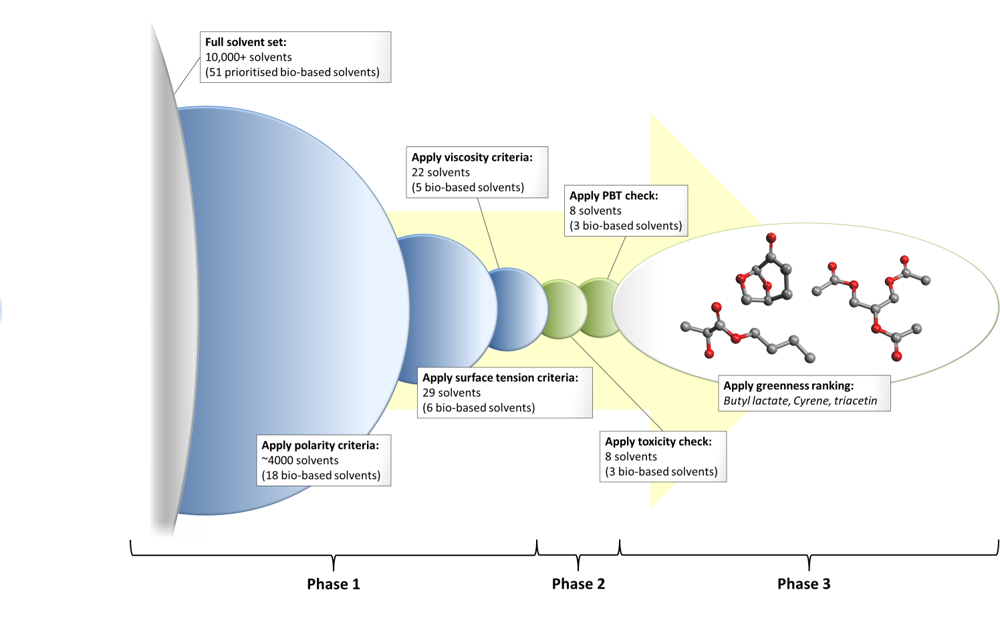 Full solvent set:
10,000+ solvents
(51 prioritised bio-based solvents)
Apply viscosity criteria:
22 solvents
(5 bio-based solvents)
Apply PBT check:
8 solvents
(3 bio-based solvents)
Apply surface tension criteria:
29 solvents
(6 bio-based solvents)
Apply greenness ranking:
Butyl lactate, Cyrene, triacetin
Apply polarity criteria:
~4000 solvents
(18 bio-based solvents)
Apply toxicity check:
8 solvents
(3 bio-based solvents)
Phase 1
Phase 2
Phase 3